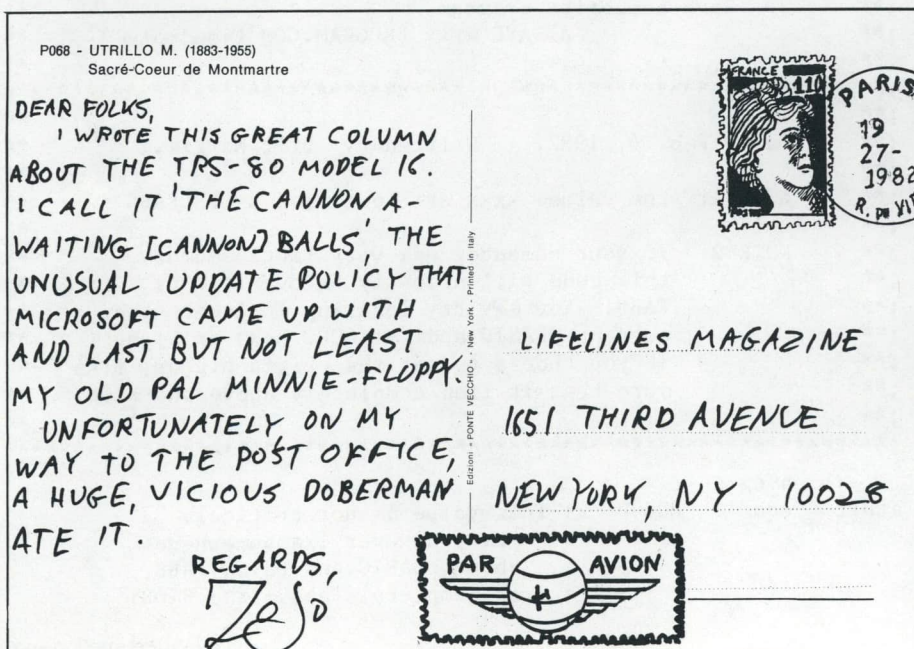 P068 - UTRILLO M. (1883-1955)
Sacré-Coeur de Montmartre
DEAR FOLKS,
I WROTE THIS GREAT COLUMN
ABOUT THE TRS-80 MODEL 16.
I CALL IT 'THE CANNON, A-
WAITING [CANNON] BALLS' THE
UNUSUAL UPDATE POLICY THAT
MICROSOFT CAME UP WITH
AND LAST BUT NOT LEAST
MY OLD PAL MINNIE-FLOPPY.
UNFORTUNATELY ON MY
WAY TO THE POST OFFICE,
A HUGE, VICIOUS DOBERMAN
ATE IT.
REGARDS,
ZOSO
Edizioni - PONTE VECCHIO - New York - Printed in Italy
FRANCE 110
POSTES
PARIS
19
27-
1982
LIFELINES MAGAZINE
1651 THIRD AVENUE
NEW YORK, NY 10028
PAR AVION
μ